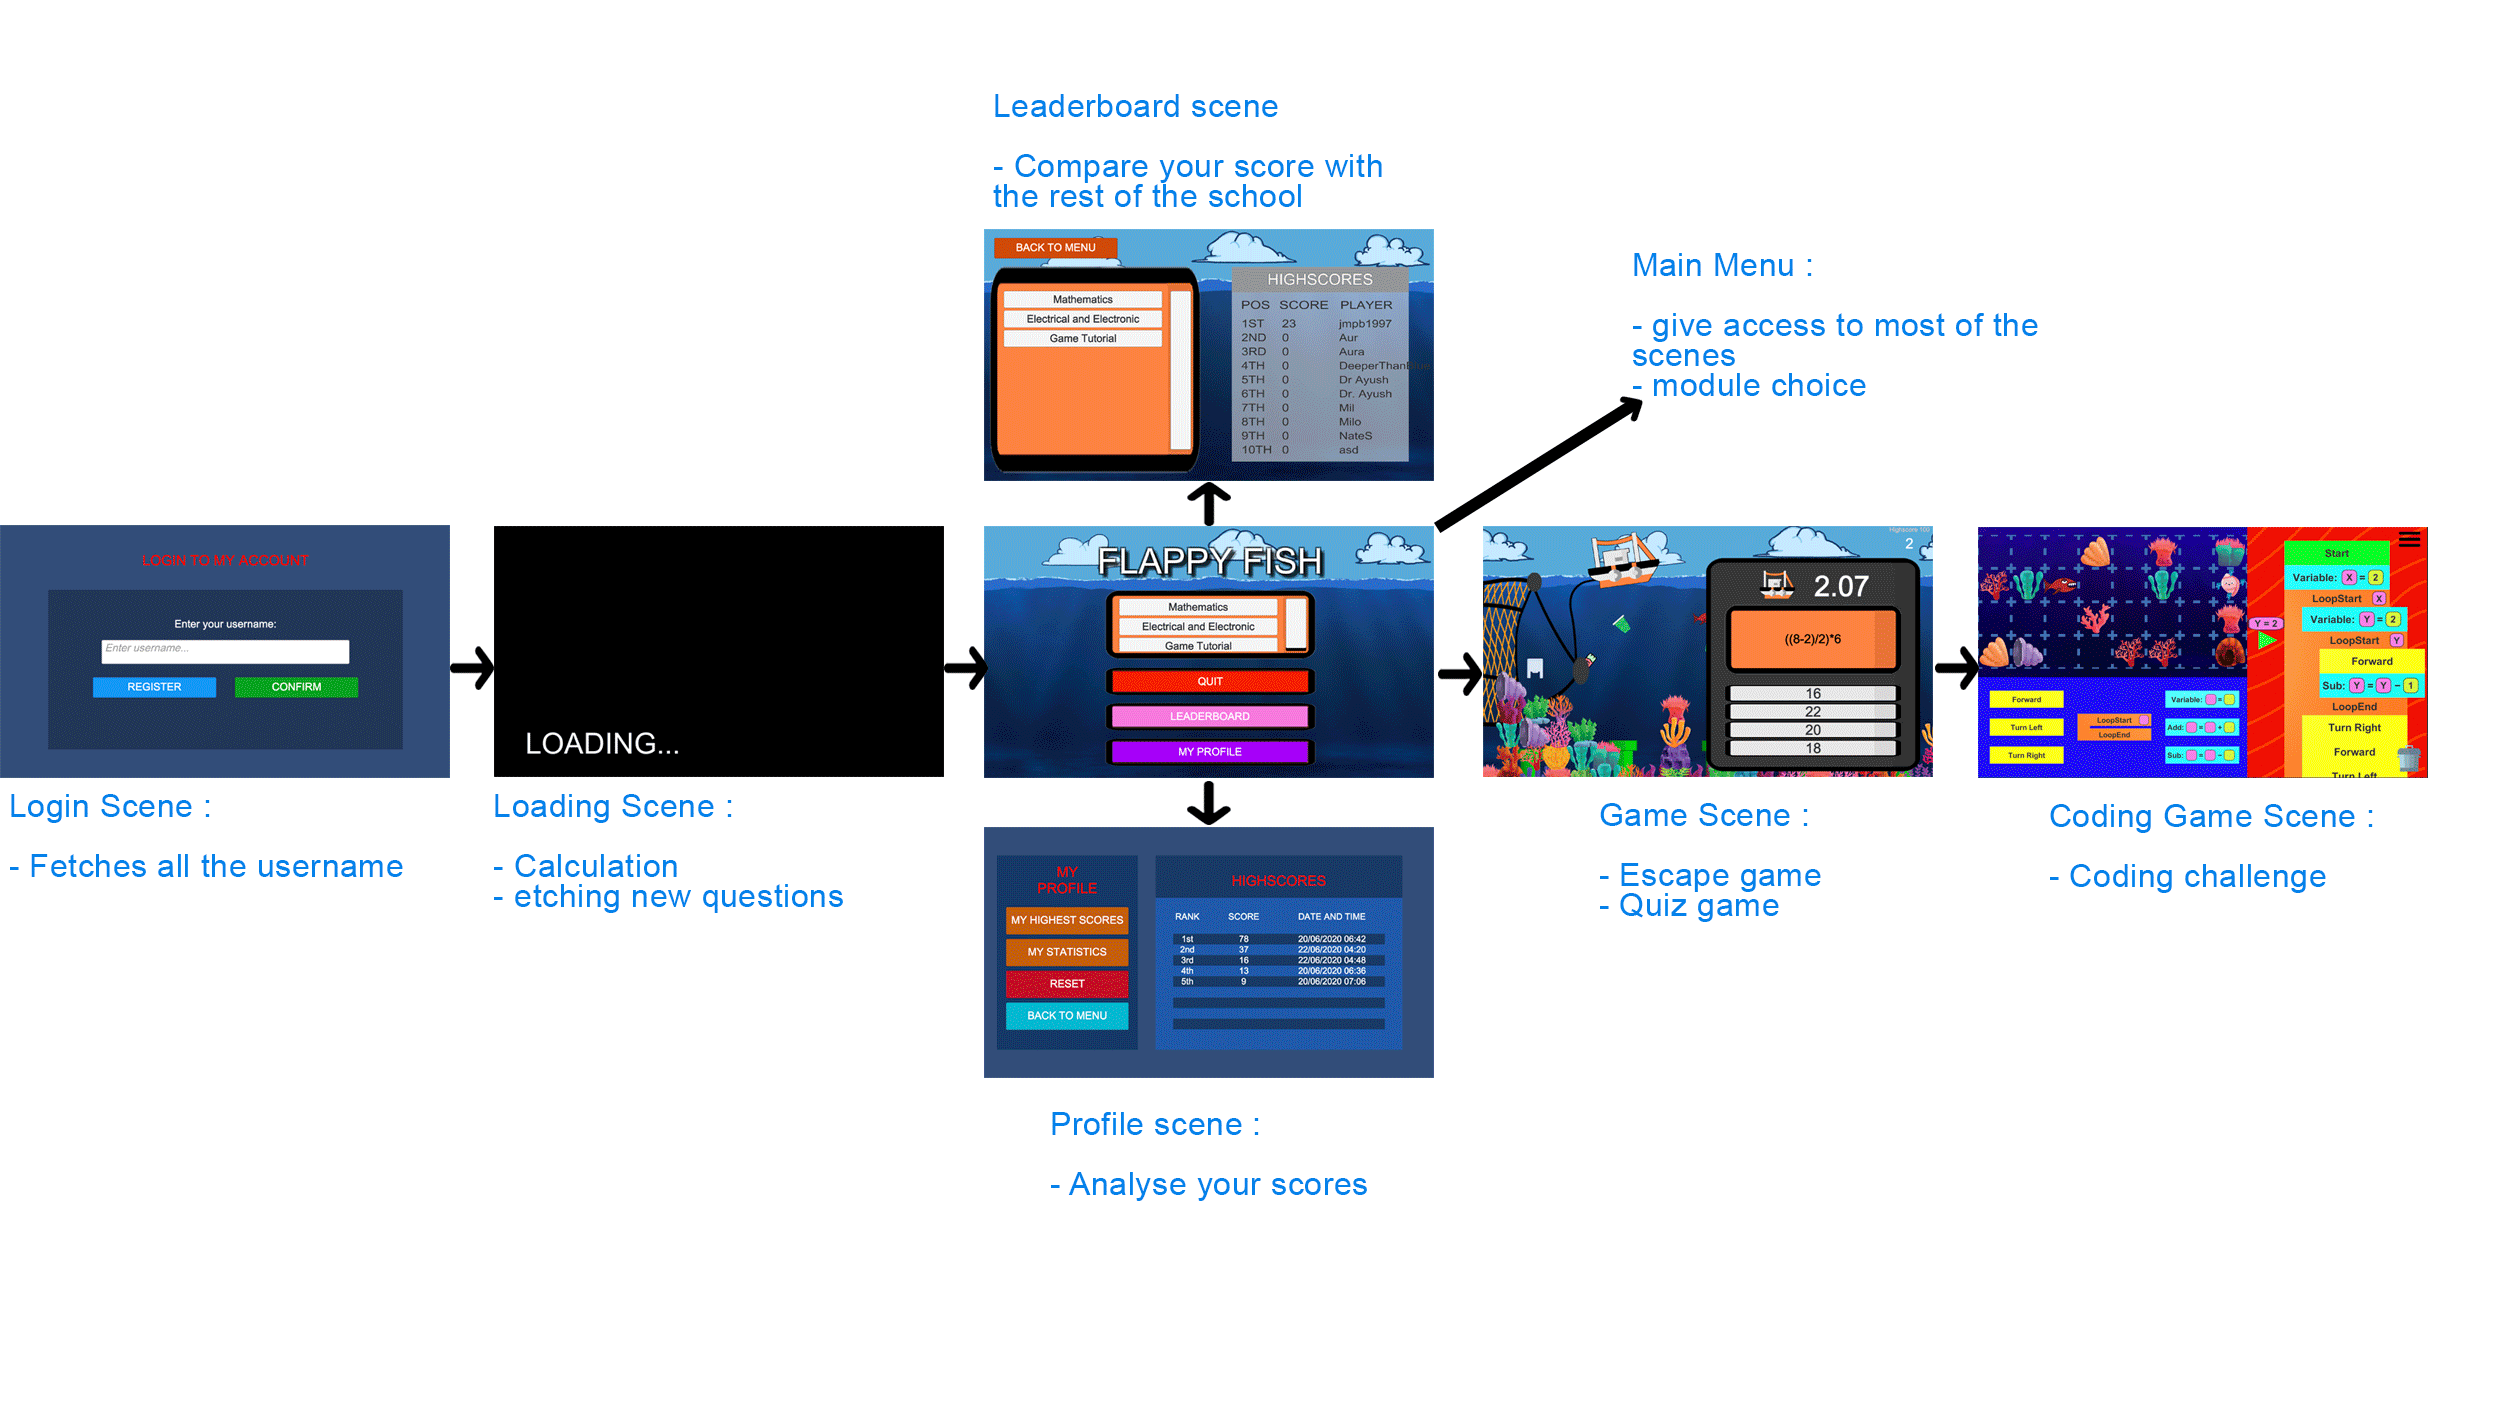 Leaderboard scene
- Compare your score with
the rest of the school
BACK TO MENU
Mathematics
Electrical and Electronic
Game Tutorial
HIGHSCORES
POS SCORE PLAYER
1ST 23 jmpb1997
2ND 0 Aur
3RD 0 Aura
4TH 0
5TH 0 Dr Ayush
6TH 0 Dr. Ayush
7TH 0 Mil
8TH 0 Milo
9TH 0 NateS
10TH 0 asd
Main Menu :
- give access to most of the
scenes
- module choice
LOGIN TO MY ACCOUNT
Enter your username:
Enter username...
REGISTER
CONFIRM
Login Scene :
- Fetches all the username
LOADING...
Loading Scene :
- Calculation
- etching new questions
FLAPPY FISH
Mathematics
Electrical and Electronic
Game Tutorial
QUIT
LEADERBOARD
MY PROFILE
Highscore 100
2
2.07
((8-2)/2)*6
16
22
20
18
Game Scene :
- Escape game
- Quiz game
Start
Variable: X = 2
LoopStart X
Variable: Y = 2
LoopStart Y
Forward
Sub: Y = Y - 1
LoopEnd
Turn Right
Forward
Turn Left
Y = 2
Forward
Turn Left
Turn Right
LoopStart
LoopEnd
Variable: =
Add: = +
Sub: = -
Coding Game Scene :
- Coding challenge
MY
PROFILE
MY HIGHEST SCORES
MY STATISTICS
RESET
BACK TO MENU
HIGHSCORES
RANK SCORE DATE AND TIME
1st 78 20/06/2020 06:42
2nd 37 22/06/2020 04:20
3rd 16 22/06/2020 04:48
4th 13 20/06/2020 06:36
5th 9 20/06/2020 07:06
Profile scene :
- Analyse your scores